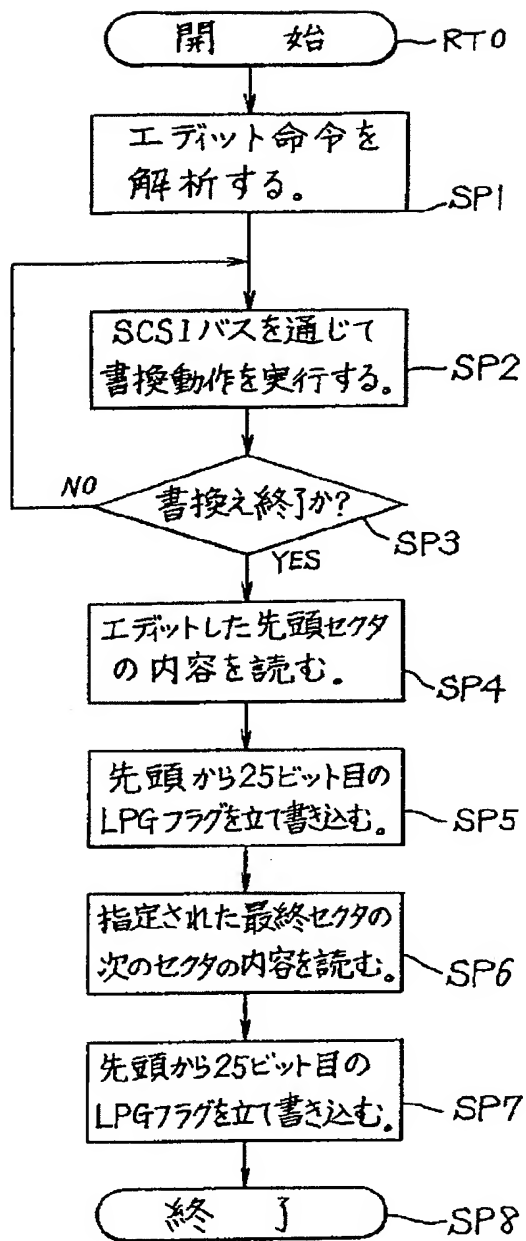 開 始
RT0
エディット命令を
解析する。
SP1
SCSIバスを通じて
書換動作を実行する。
SP2
NO
書換え終了か?
SP3
YES
エディットした先頭セクタ
の内容を読む。
SP4
先頭から25ビット目の
LPGフラグを立て書き込む。
SP5
指定された最終セクタの
次のセクタの内容を読む。
SP6
先頭から25ビット目の
LPGフラグを立て書き込む。
SP7
終 了
SP8